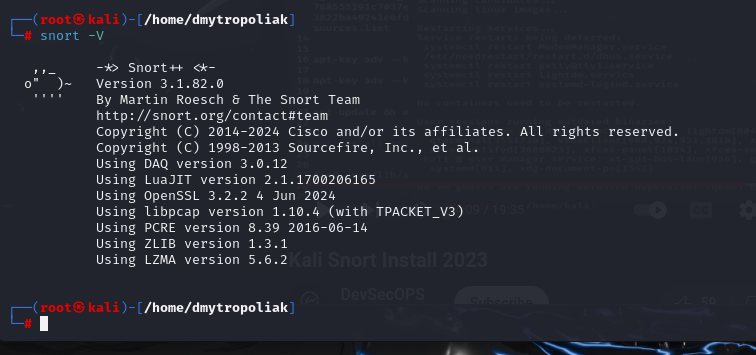 ┌──(root㉿kali)-[/home/dmytropoliak]
└─# snort -V
,,_     -*> Snort++ <*-
o"  )~   Version 3.1.82.0
''''    By Martin Roesch & The Snort Team
http://snort.org/contact#team
Copyright (C) 2014-2024 Cisco and/or its affiliates. All rights reserved.
Copyright (C) 1998-2013 Sourcefire, Inc., et al.
Using DAQ version 3.0.12
Using LuaJIT version 2.1.1700206165
Using OpenSSL 3.2.2 4 Jun 2024
Using libpcap version 1.10.4 (with TPACKET_V3)
Using PCRE version 8.39 2016-06-14
Using ZLIB version 1.3.1
Using LZMA version 5.6.2
Kali Snort Install 2023
DevSecOPS
Subscribe
59
┌──(root㉿kali)-[/home/dmytropoliak]
└─#